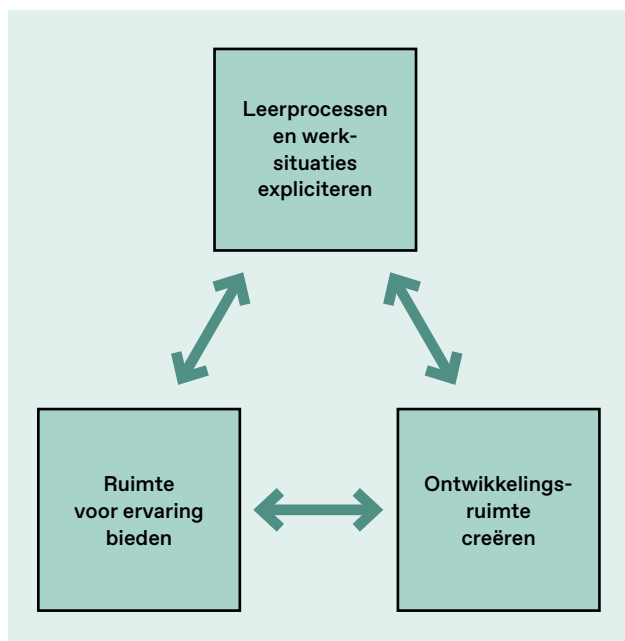 Leerprocessen
en werk-
situaties
expliciteren
Ruimte
voor ervaring
bieden
Ontwikkelings-
ruimte
creëren